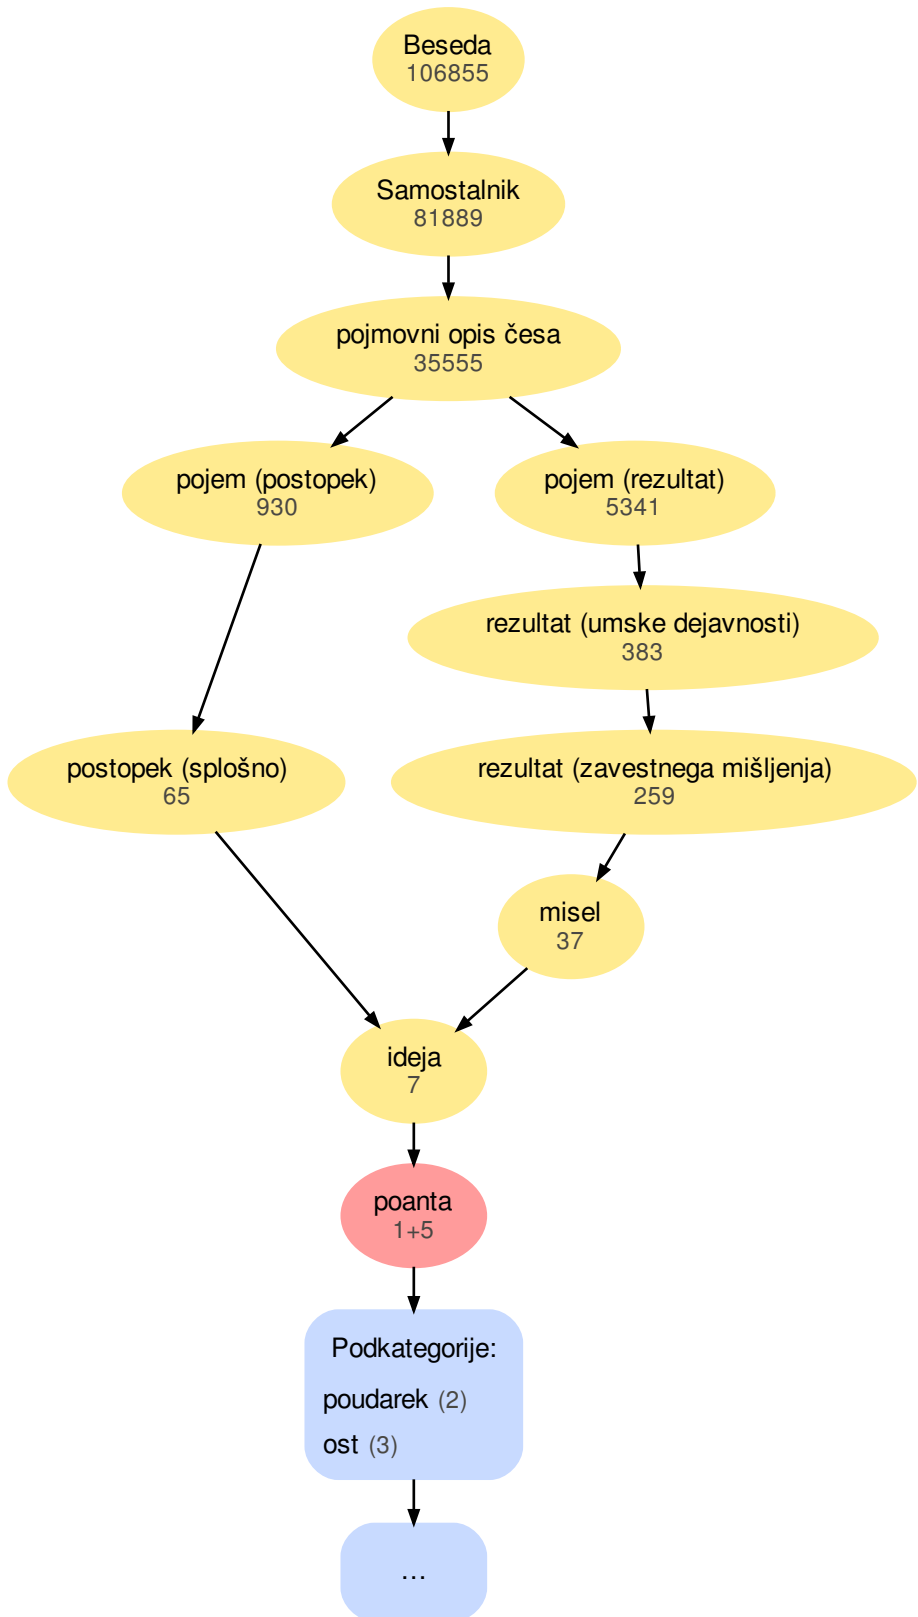 Beseda
106855
Samostalnik
81889
pojmovni opis česa
35555
pojem (postopek)
930
pojem (rezultat)
5341
rezultat (umske dejavnosti)
383
postopek (splošno)
65
rezultat (zavestnega mišljenja)
259
misel
37
ideja
7
poanta
1+5
Podkategorije:
poudarek (2)
ost (3)
...